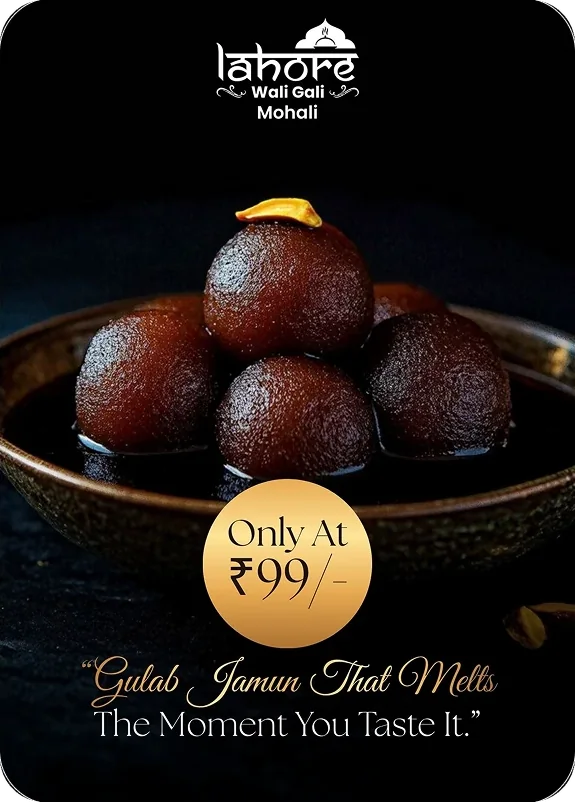 lahore
Wali Gali
Mohali
Only At
₹99/-
“Gulab Jamun That Melts
The Moment You Taste It.”